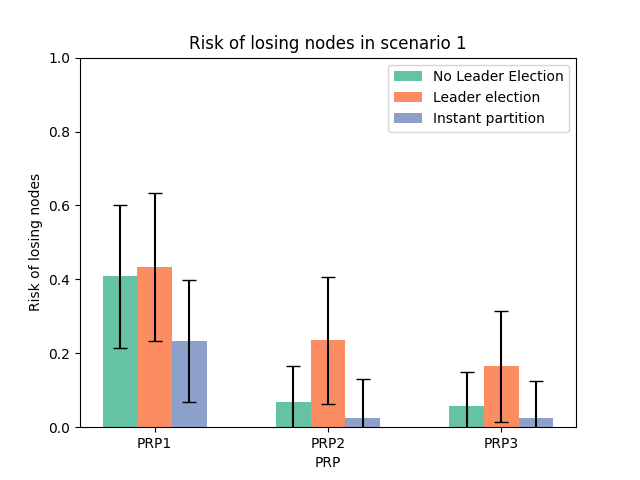 Risk of losing nodes in scenario 1
No Leader Election
Leader election
Instant partition
Risk of losing nodes
1.0
0.8
0.6
0.4
0.2
0.0
PRP1 PRP2 PRP3
PRP